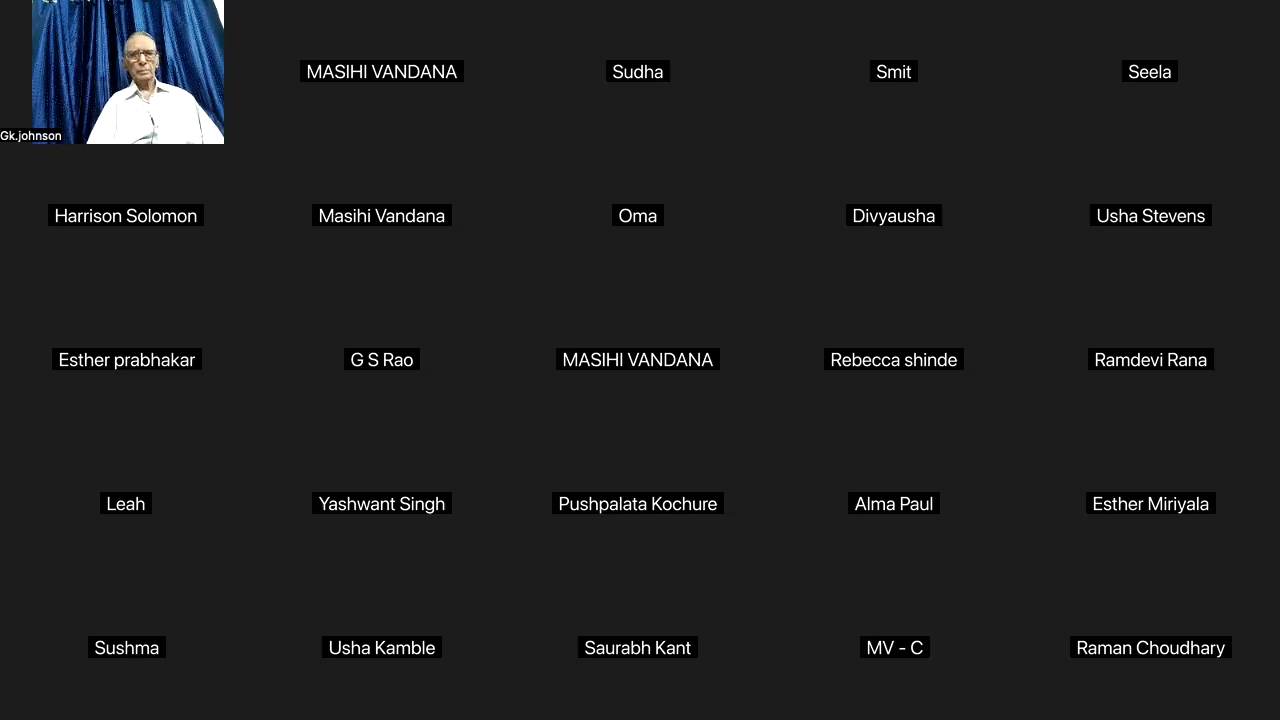 Gk.johnson
MASIHI VANDANA
Sudha
Smit
Seela
Harrison Solomon
Masihi Vandana
Oma
Divyausha
Usha Stevens
Esther prabhakar
G S Rao
MASIHI VANDANA
Rebecca shinde
Ramdevi Rana
Leah
Yashwant Singh
Pushpalata Kochure
Alma Paul
Esther Miriyala
Sushma
Usha Kamble
Saurabh Kant
MV - C
Raman Choudhary